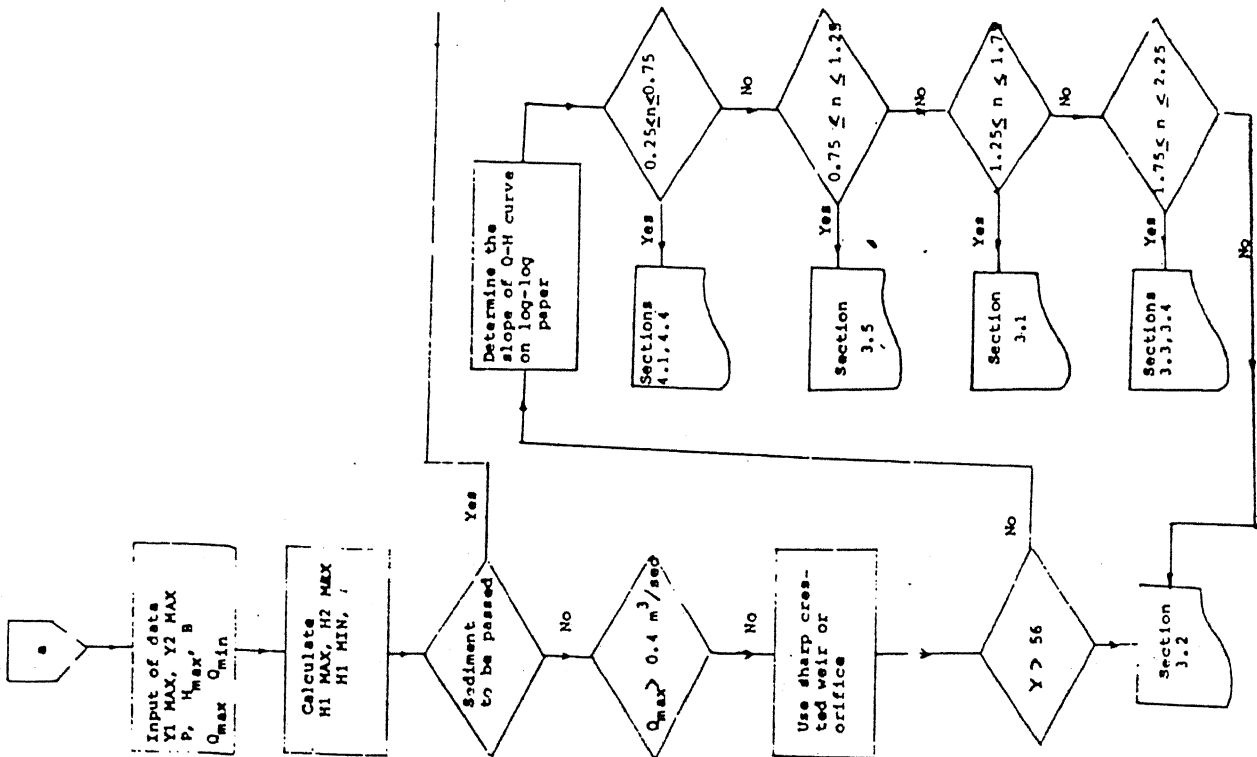 a
Input of data
Y1 MAX, Y2 MAX
P, H max, B
Q max Q min
Calculate
H1 MAX, H2 MAX
H1 MIN,
Sediment
to be passed
Yes
No
Q max > 0.4 m³/sec
No
Use sharp cres-
ted weir or
orifice
Y > 56
No
Section
3.2
Determine the
slope of Q-H curve
on log-log
paper
0.25≤n≤0.75
Yes
No
Sections
4.1,4.4
0.75 ≤ n ≤ 1.25
Yes
No
Section
3.5
1.25≤ n ≤ 1.7
Yes
No
Section
3.1
1.75≤ n ≤ 2.25
Yes
No
Sections
3.3,3.4